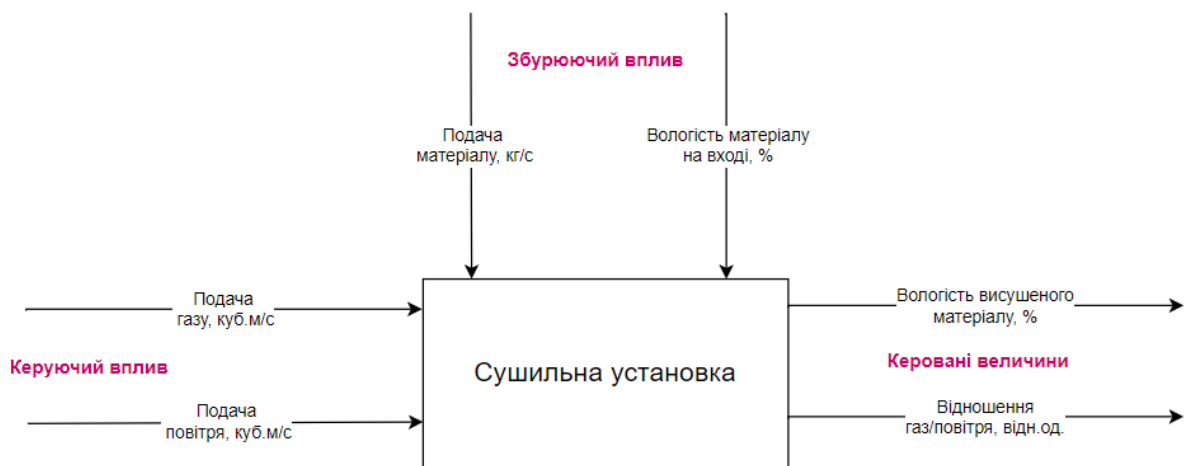 Збурюючий вплив
Подача
матеріалу, кг/с
Вологість матеріалу
на вході, %
Подача
газу, куб.м/с
Вологість висушеного
матеріалу, %
Керуючий вплив
Сушильна установка
Керовані величини
Подача
повітря, куб.м/с
Відношення
газ/повітря, відн.од.